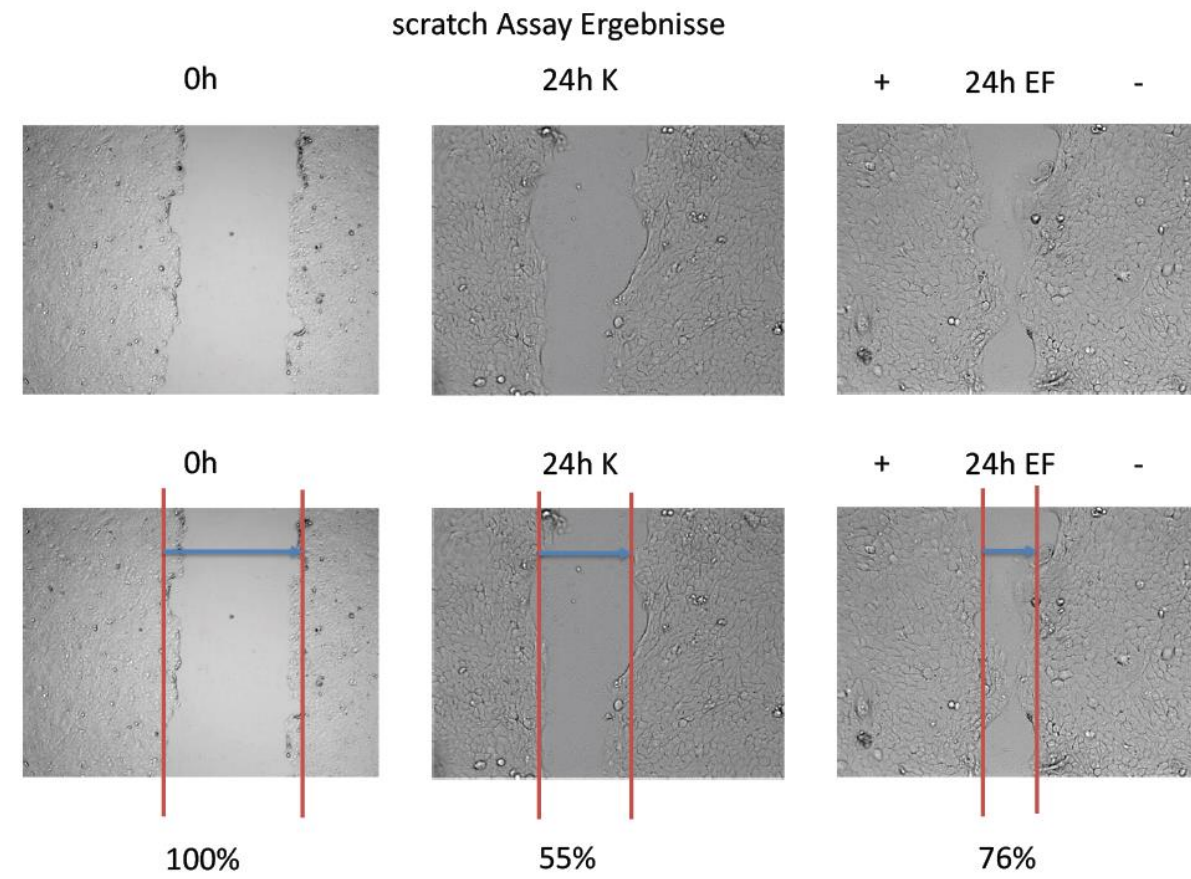 scratch Assay Ergebnisse
0h 24h K + 24h EF -
0h 24h K + 24h EF -
100% 55% 76%